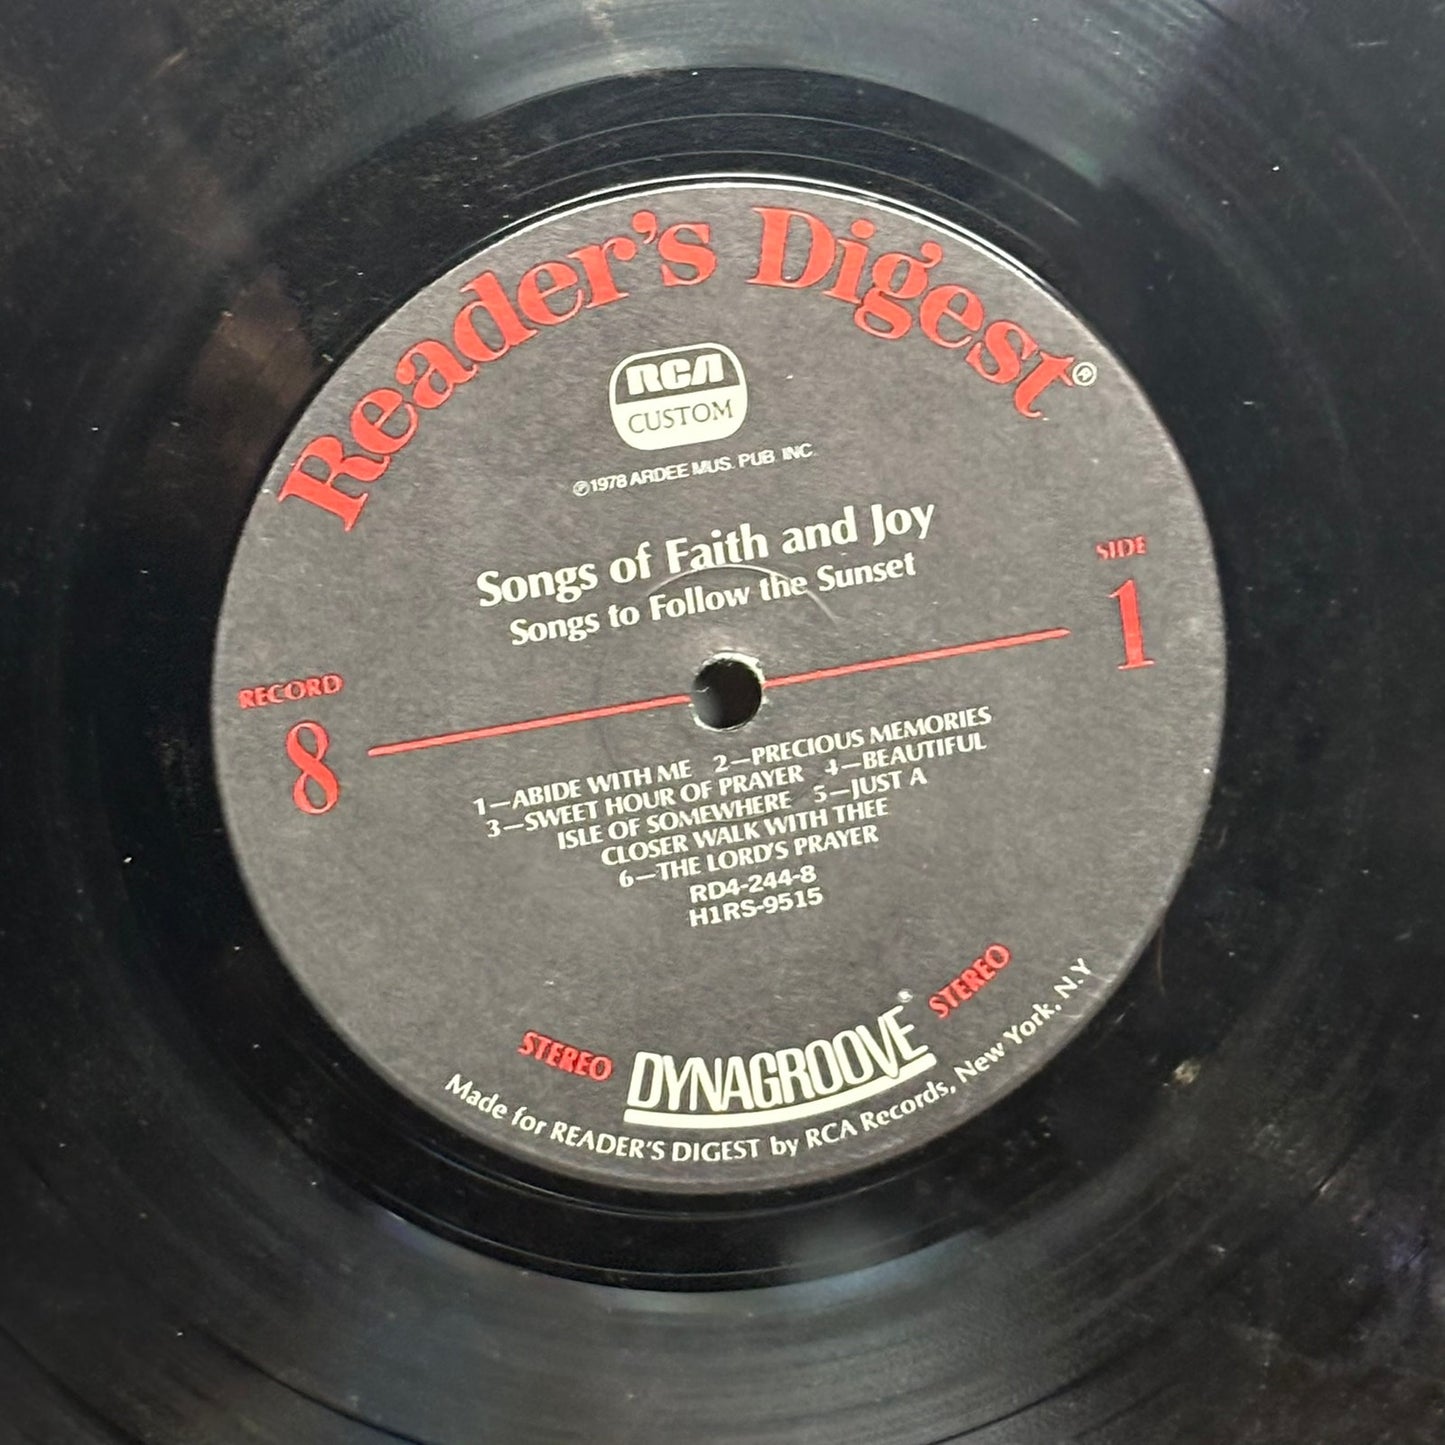 Reader's Digest®
RCA
CUSTOM
℗1978 ARDEE MUS. PUB. INC.
Songs of Faith and Joy
Songs to Follow the Sunset
SIDE
1
RECORD
8
1—ABIDE WITH ME 2—PRECIOUS MEMORIES
3—SWEET HOUR OF PRAYER 4—BEAUTIFUL
ISLE OF SOMEWHERE 5—JUST A
CLOSER WALK WITH THEE
6—THE LORD'S PRAYER
RD4-244-8
H1RS-9515
STEREO DYNAGROOVE STEREO
Made for READER'S DIGEST by RCA Records, New York, N.Y